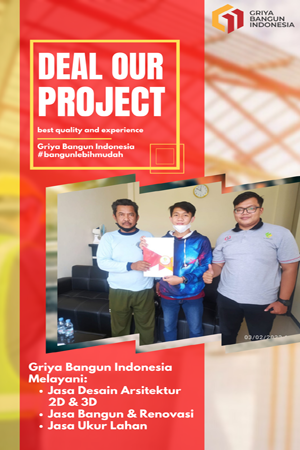 GRIYA
BANGUN
INDONESIA
DEAL OUR
PROJECT
best quality and experience
Griya Bangun Indonesia
#bangunlebihmudah
Griya Bangun Indonesia
Melayani:
• Jasa Desain Arsitektur
2D & 3D
• Jasa Bangun & Renovasi
• Jasa Ukur Lahan